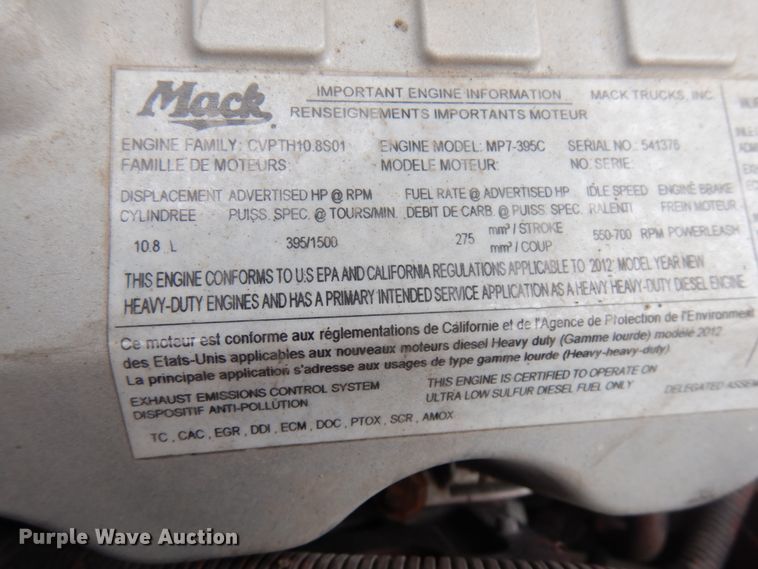 Mack IMPORTANT ENGINE INFORMATION MACK TRUCKS, INC.
RENSEIGNEMENTS IMPORTANTS MOTEUR
ENGINE FAMILY: CVPTH10.8S01 ENGINE MODEL: MP7-395C SERIAL NO: 541376
FAMILLE DE MOTEURS: MODELE MOTEUR: NO. SERIE:
DISPLACEMENT ADVERTISED HP @ RPM FUEL RATE @ ADVERTISED HP IDLE SPEED ENGINE BRAKE
CYLINDREE PUISS. SPEC. @ TOURS/MIN. DEBIT DE CARB. @ PUISS. SPEC. RALENTI FREIN MOTEUR
10.8 L 395/1500 275 mm³ / STROKE 550-700 RPM POWERLEASH
mm³ / COUP
THIS ENGINE CONFORMS TO U.S EPA AND CALIFORNIA REGULATIONS APPLICABLE TO 2012 MODEL YEAR NEW
HEAVY-DUTY ENGINES AND HAS A PRIMARY INTENDED SERVICE APPLICATION AS A HEAVY HEAVY-DUTY DIESEL ENGINE
Ce moteur est conforme aux réglementations de Californie et de l'Agence de Protection de l'Environment
des Etats-Unis applicables aux nouveaux moteurs diesel Heavy duty (Gamme lourde) modèle 2012
La principale application s'adresse aux usages de type gamme lourde (Heavy-heavy-duty).
EXHAUST EMISSIONS CONTROL SYSTEM THIS ENGINE IS CERTIFIED TO OPERATE ON
DISPOSITIF ANTI-POLLUTION ULTRA LOW SULFUR DIESEL FUEL ONLY DELEGATED ASSEM
TC , CAC , EGR , DDI , ECM , DOC , PTOX , SCR , AMOX
Purple Wave Auction